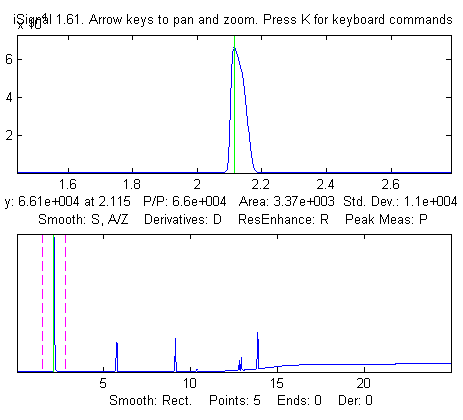 iSignal 1.61. Arrow keys to pan and zoom. Press K for keyboard commands
6
4
2
1.6 1.8 2 2.2 2.4 2.6
y: 6.61e+004 at 2.115 P/P: 6.6e+004 Area: 3.37e+003 Std. Dev.: 1.1e+004
Smooth: S, A/Z Derivatives: D ResEnhance: R Peak Meas: P
5 10 15 20
Smooth: Rect. Points: 5 Ends: 0 Der: 0